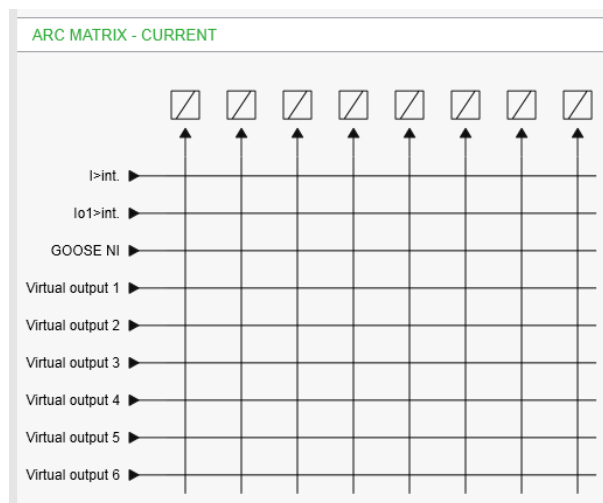 ARC MATRIX - CURRENT
I>int.
Io1>int.
GOOSE NI
Virtual output 1
Virtual output 2
Virtual output 3
Virtual output 4
Virtual output 5
Virtual output 6